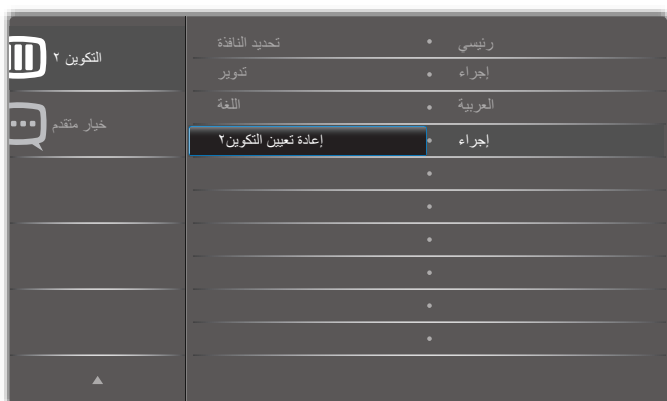 التكوين ٢
خيار متقدم
تحديد النافذة • رئيسي
تدوير • إجراء
اللغة • العربية
إعادة تعيين التكوين٢ • إجراء